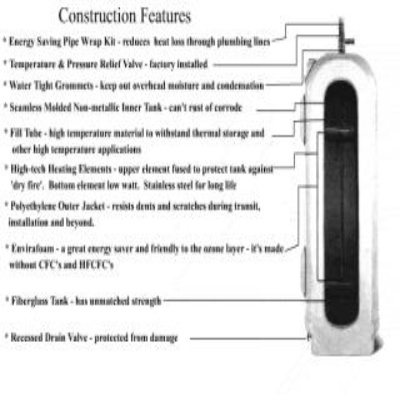 Construction Features
* Energy Saving Pipe Wrap Kit - reduces heat loss through plumbing lines
* Temperature & Pressure Relief Valve - factory installed
* Water Tight Grommets - keep out overhead moisture and condensation
* Seamless Molded Non-metallic Inner Tank - can't rust of corrode
* Fill Tube - high temperature material to withstand thermal storage and
other high temperature applications
* High-tech Heating Elements - upper element fused to protect tank against
'dry fire'. Bottom element low watt. Stainless steel for long life
* Polyethylene Outer Jacket - resists dents and scratches during transit,
installation and beyond.
* Envirafoam - a great energy saver and friendly to the ozone layer - it's made
without CFC's and HFCFC's
* Fiberglass Tank - has unmatched strength
* Recessed Drain Valve - protected from damage